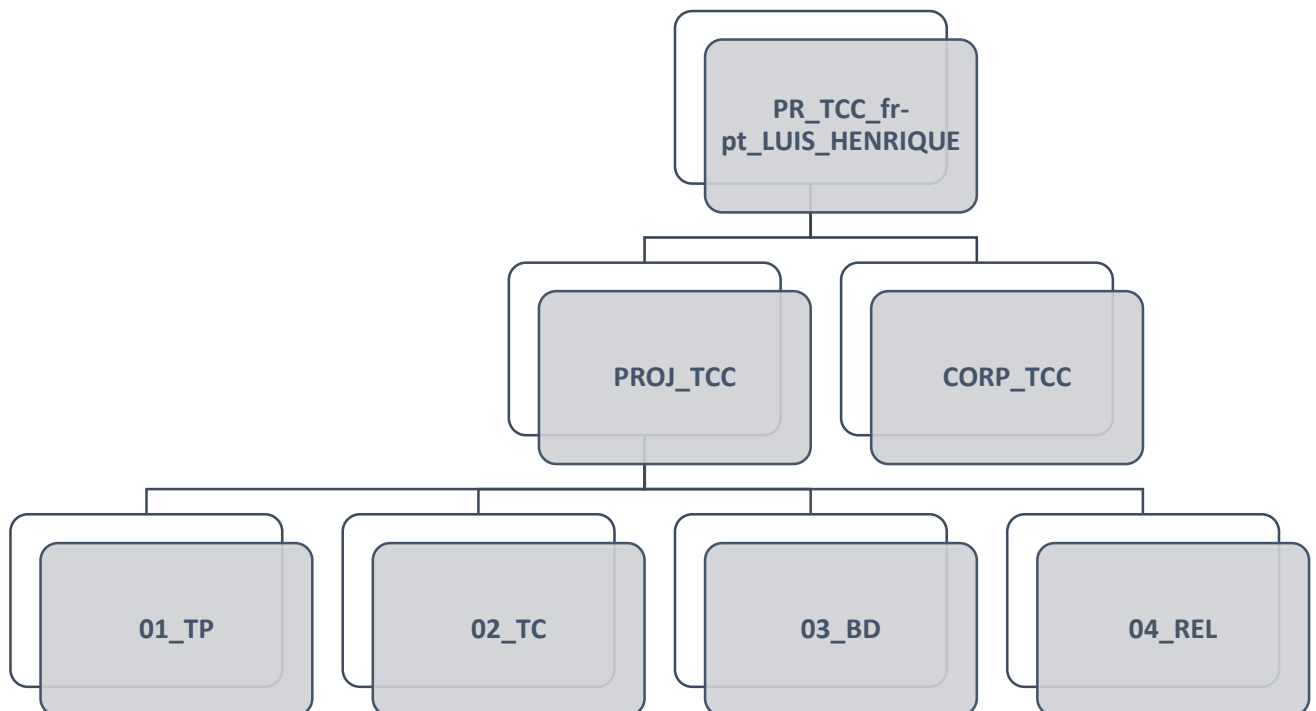 PR_TCC_fr-
pt_LUIS_HENRIQUE
PROJ_TCC
CORP_TCC
01_TP
02_TC
03_BD
04_REL